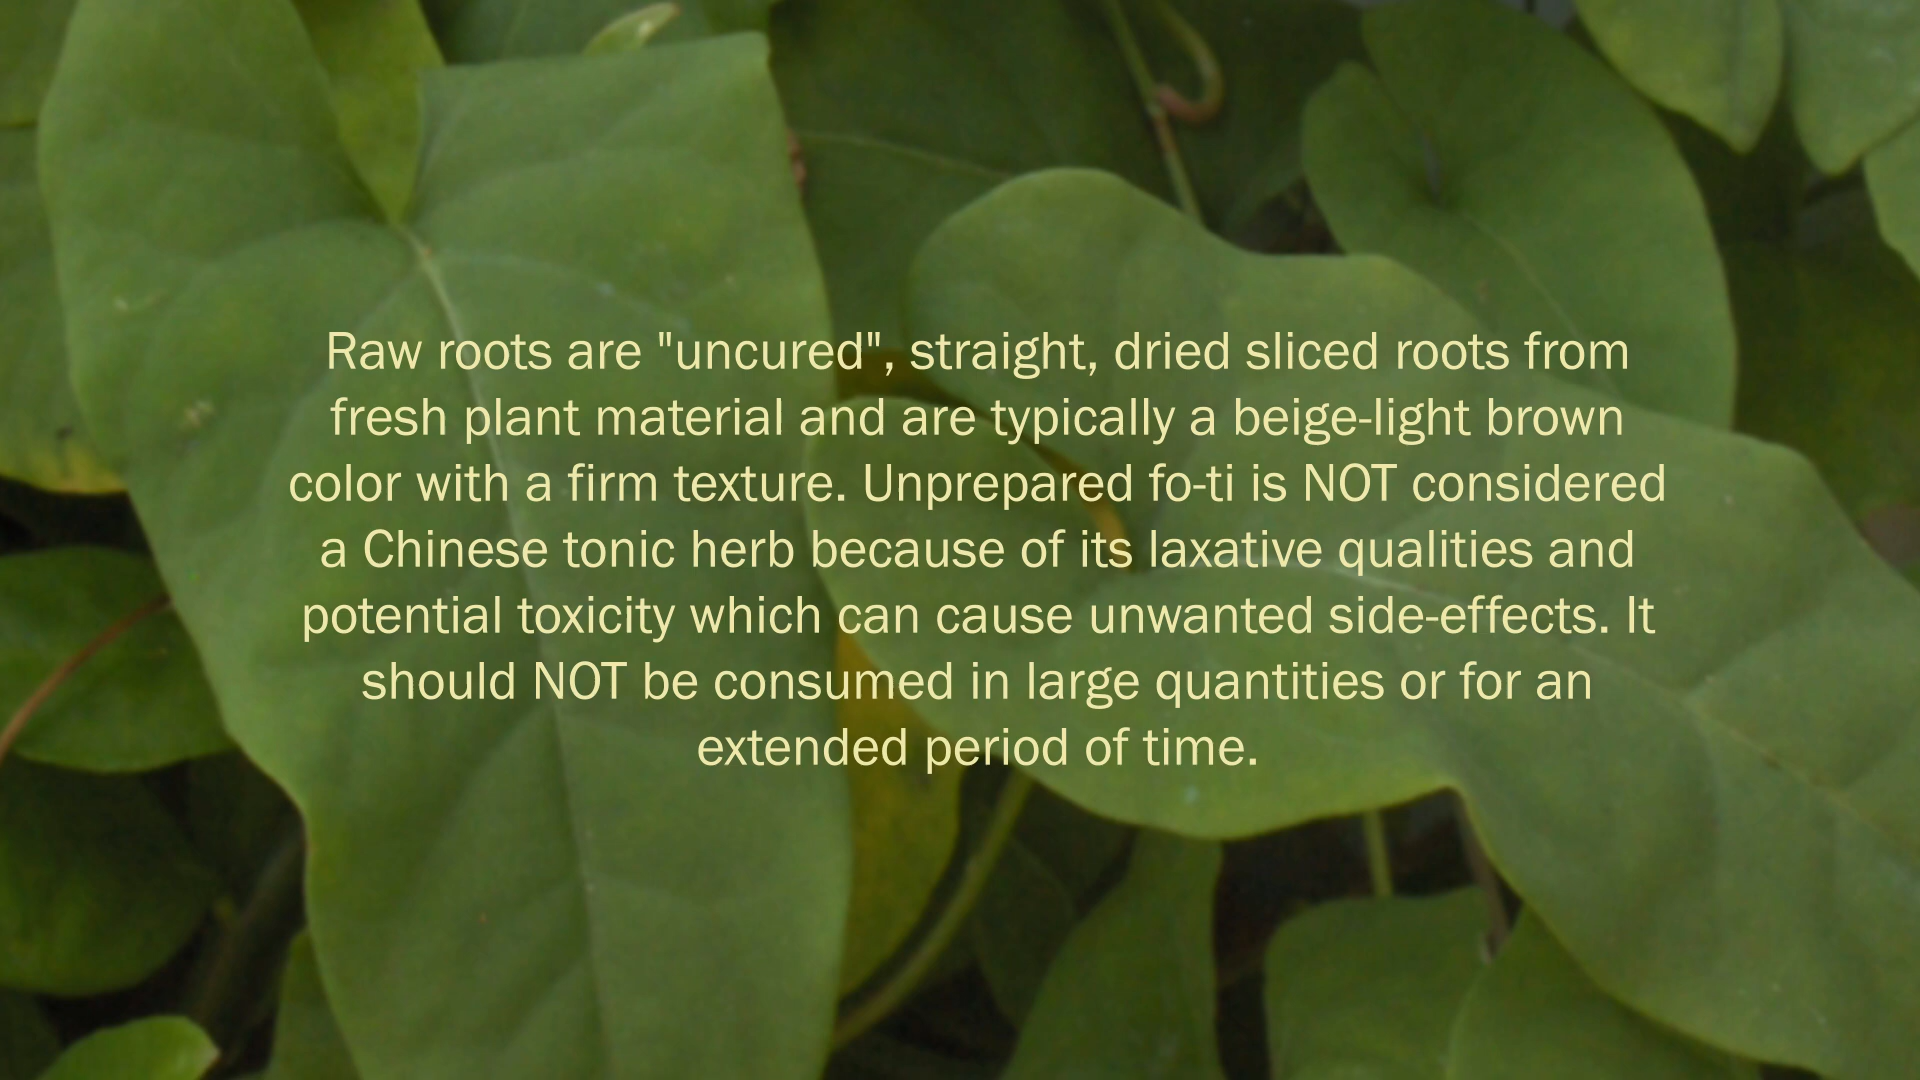 Raw roots are "uncured", straight, dried sliced roots from
fresh plant material and are typically a beige-light brown
color with a firm texture. Unprepared fo-ti is NOT considered
a Chinese tonic herb because of its laxative qualities and
potential toxicity which can cause unwanted side-effects. It
should NOT be consumed in large quantities or for an
extended period of time.